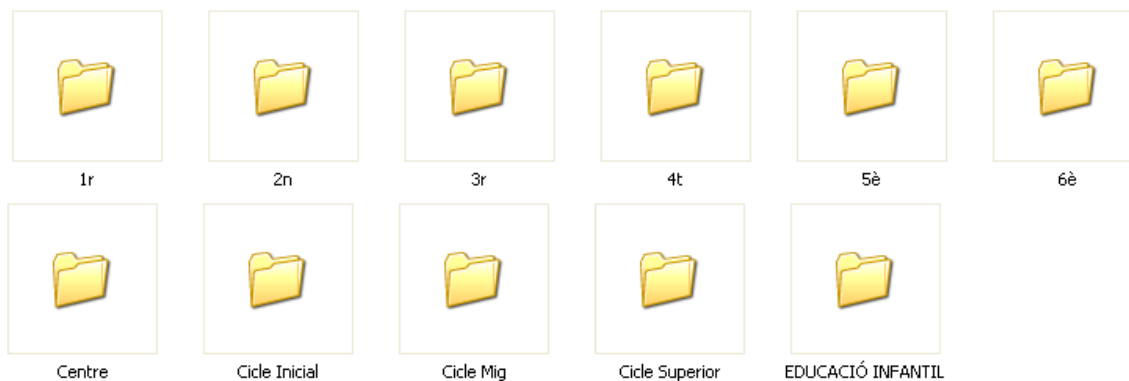 1r 2n 3r 4t 5è 6è
Centre Cicle Inicial Cicle Mig Cicle Superior EDUCACIÓ INFANTIL